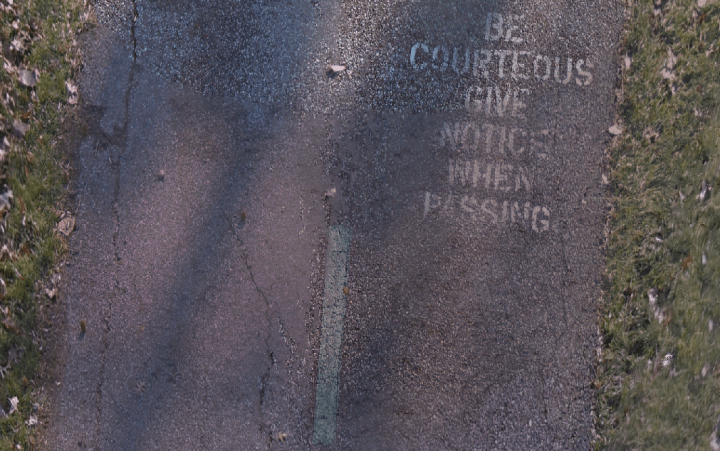 BE
COURTEOUS
GIVE
NOTICE
WHEN
PASSING